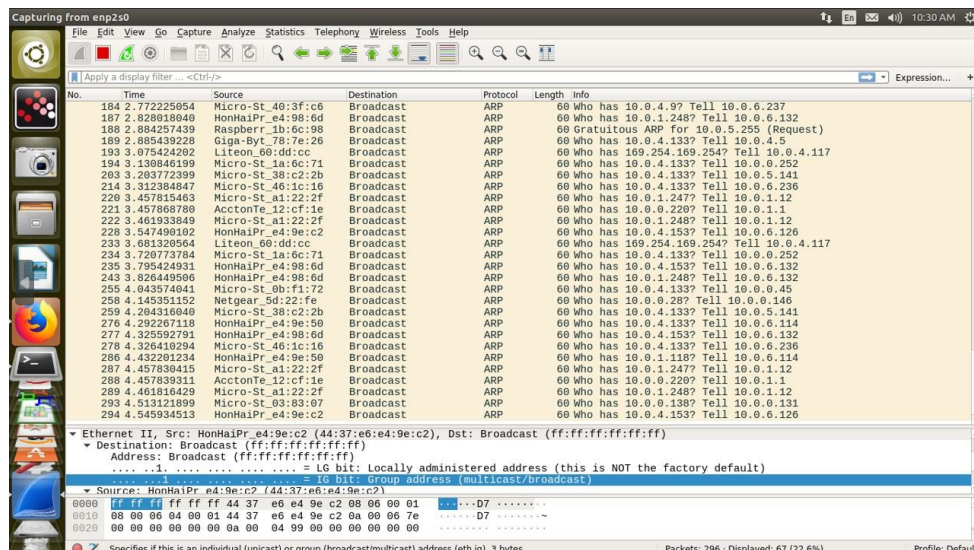 Capturing from enp2s0 En 10:30 AM
File Edit View Go Capture Analyze Statistics Telephony Wireless Tools Help
Apply a display filter ... <Ctrl-/> Expression... +
No. Time Source Destination Protocol Length Info
184 2.772225054 Micro-St_40:3f:c6 Broadcast ARP 60 Who has 10.0.4.9? Tell 10.0.6.237
187 2.828018040 HonHaiPr_e4:98:6d Broadcast ARP 60 Who has 10.0.1.248? Tell 10.0.6.132
188 2.884257439 Raspberr_1b:6c:98 Broadcast ARP 60 Gratuitous ARP for 10.0.5.255 (Request)
189 2.885439228 Giga-Byt_78:7e:26 Broadcast ARP 60 Who has 10.0.4.133? Tell 10.0.4.5
193 3.075424202 Liteon_60:dd:cc Broadcast ARP 60 Who has 169.254.169.254? Tell 10.0.4.117
194 3.130846199 Micro-St_1a:6c:71 Broadcast ARP 60 Who has 10.0.4.133? Tell 10.0.0.252
203 3.203772399 Micro-St_38:c2:2b Broadcast ARP 60 Who has 10.0.4.133? Tell 10.0.5.141
214 3.312384847 Micro-St_46:1c:16 Broadcast ARP 60 Who has 10.0.4.133? Tell 10.0.6.236
220 3.457815463 Micro-St_a1:22:2f Broadcast ARP 60 Who has 10.0.1.247? Tell 10.0.1.12
221 3.457868780 AcctonTe_12:cf:1e Broadcast ARP 60 Who has 10.0.0.220? Tell 10.0.1.1
222 3.461933849 Micro-St_a1:22:2f Broadcast ARP 60 Who has 10.0.1.248? Tell 10.0.1.12
228 3.547490102 HonHaiPr_e4:9e:c2 Broadcast ARP 60 Who has 10.0.4.153? Tell 10.0.6.126
233 3.681320564 Liteon_60:dd:cc Broadcast ARP 60 Who has 169.254.169.254? Tell 10.0.4.117
234 3.720773784 Micro-St_1a:6c:71 Broadcast ARP 60 Who has 10.0.4.133? Tell 10.0.0.252
235 3.795424931 HonHaiPr_e4:98:6d Broadcast ARP 60 Who has 10.0.4.153? Tell 10.0.6.132
243 3.826449506 HonHaiPr_e4:98:6d Broadcast ARP 60 Who has 10.0.1.248? Tell 10.0.6.132
255 4.043574041 Micro-St_0b:f1:72 Broadcast ARP 60 Who has 10.0.4.133? Tell 10.0.0.45
258 4.145351152 Netgear_5d:22:fe Broadcast ARP 60 Who has 10.0.0.28? Tell 10.0.0.146
259 4.204316040 Micro-St_38:c2:2b Broadcast ARP 60 Who has 10.0.4.133? Tell 10.0.5.141
276 4.292267118 HonHaiPr_e4:9e:50 Broadcast ARP 60 Who has 10.0.4.133? Tell 10.0.6.114
277 4.325592791 HonHaiPr_e4:98:6d Broadcast ARP 60 Who has 10.0.4.153? Tell 10.0.6.132
278 4.326410294 Micro-St_46:1c:16 Broadcast ARP 60 Who has 10.0.4.133? Tell 10.0.6.236
286 4.432201234 HonHaiPr_e4:9e:50 Broadcast ARP 60 Who has 10.0.1.118? Tell 10.0.6.114
287 4.457830415 Micro-St_a1:22:2f Broadcast ARP 60 Who has 10.0.1.247? Tell 10.0.1.12
288 4.457839311 AcctonTe_12:cf:1e Broadcast ARP 60 Who has 10.0.0.220? Tell 10.0.1.1
289 4.461816429 Micro-St_a1:22:2f Broadcast ARP 60 Who has 10.0.1.248? Tell 10.0.1.12
293 4.513121899 Micro-St_03:83:07 Broadcast ARP 60 Who has 10.0.0.138? Tell 10.0.0.131
294 4.545934513 HonHaiPr_e4:9e:c2 Broadcast ARP 60 Who has 10.0.4.153? Tell 10.0.6.126
Ethernet II, Src: HonHaiPr_e4:9e:c2 (44:37:e6:e4:9e:c2), Dst: Broadcast (ff:ff:ff:ff:ff:ff)
Destination: Broadcast (ff:ff:ff:ff:ff:ff)
Address: Broadcast (ff:ff:ff:ff:ff:ff)
.... ..1. .... .... .... .... = LG bit: Locally administered address (this is NOT the factory default)
.... ...1 .... .... .... .... = IG bit: Group address (multicast/broadcast)
Source: HonHaiPr_e4:9e:c2 (44:37:e6:e4:9e:c2)
0000 ff ff ff ff ff ff 44 37 e6 e4 9e c2 08 06 00 01 ······D7 ········
0010 08 00 06 04 00 01 44 37 e6 e4 9e c2 0a 00 06 7e ······D7 ·······~
0020 00 00 00 00 00 00 0a 00 04 99 00 00 00 00 00 00 ········ ········
Specifies if this is an individual (unicast) or group (broadcast/multicast) address (eth.ig), 3 bytes Packets: 296 · Displayed: 67 (22.6%) Profile: Defau